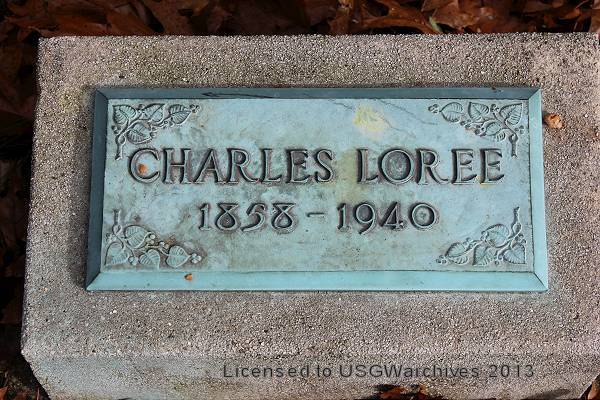 CHARLES LOREE
1858 - 1940
Licensed to USGWarchives 2013